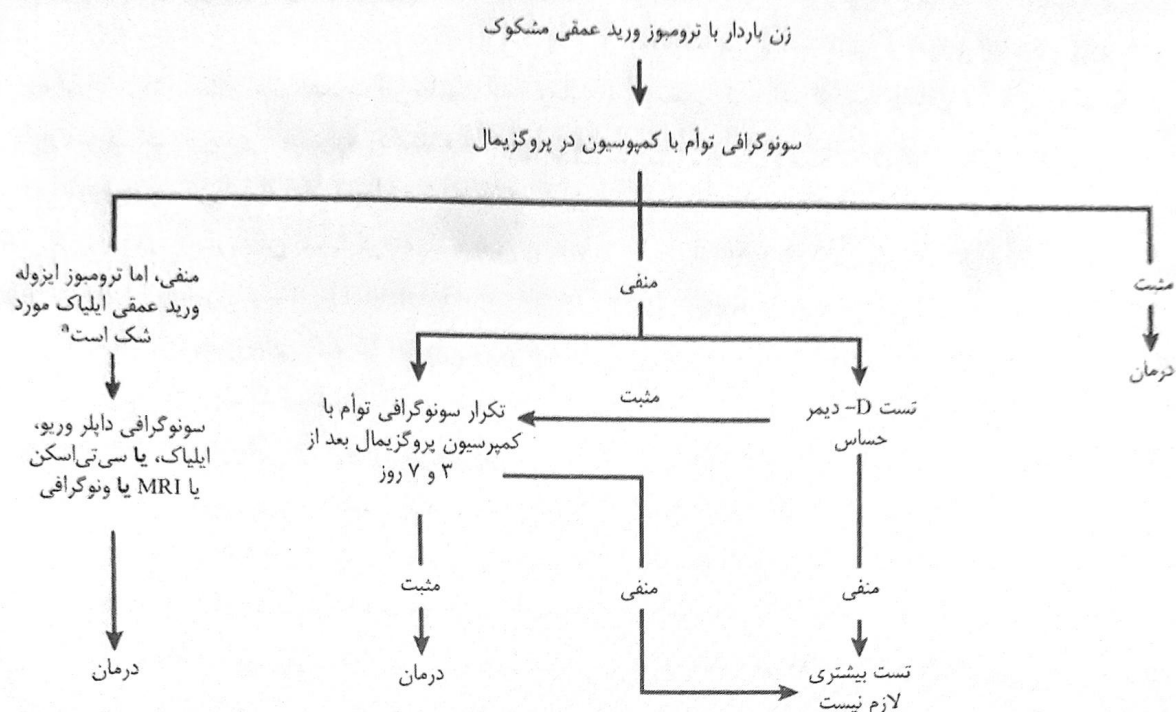 زن باردار با ترومبوز ورید عمقی مشکوک
سونوگرافی توأم با کمپوسیون در پروگزیمال
مثبت
درمان
منفی
منفی، اما ترومبوز ایزوله
ورید عمقی ایلیاک مورد
شک است a
تست D- دیمر
حساس
مثبت
تکرار سونوگرافی توأم با
کمپرسیون پروگزیمال بعد از
۳ و ۷ روز
سونوگرافی داپلر وریو،
ایلیاک، یا سی‌تی‌اسکن
یا MRI یا ونوگرافی
منفی
منفی
مثبت
تست بیشتری
لازم نیست
درمان
درمان